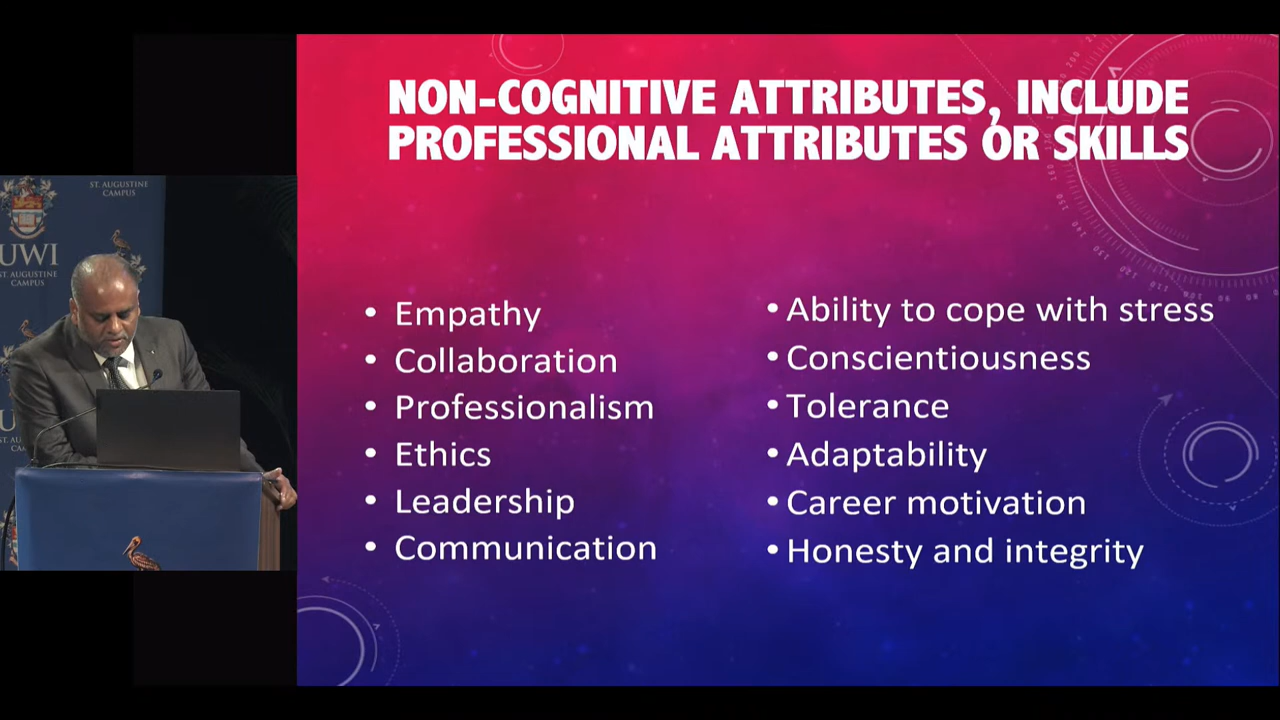 NON-COGNITIVE ATTRIBUTES, INCLUDE
PROFESSIONAL ATTRIBUTES OR SKILLS
• Empathy
• Collaboration
• Professionalism
• Ethics
• Leadership
• Communication
• Ability to cope with stress
• Conscientiousness
• Tolerance
• Adaptability
• Career motivation
• Honesty and integrity
ST. AUGUSTINE
CAMPUS
UWI
ST. AUGUSTINE
CAMPUS